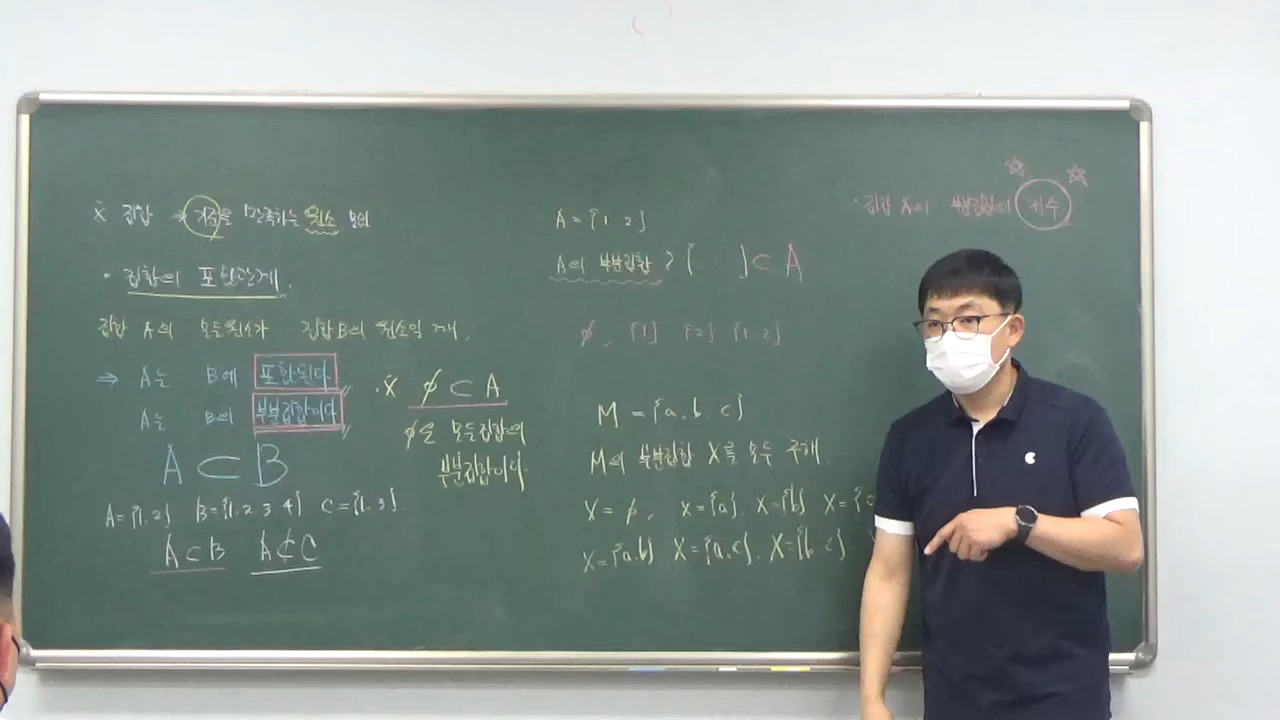 ※ 집합 → 조건을 만족하는 원소 모임
· 집합의 포함관계.
집합 A의 모든원소가 집합B의 원소일 때,
⇒ A는 B에 포함된다
A는 B의 부분집합이다
A ⊂ B
A={1, 2} B={1, 2, 3, 4} C={1, 3}.
A⊂B A⊄C
·※ ∅ ⊂ A
∅은 모든집합의
부분집합이다.
A = {1, 2}
A의 부분집합? { } ⊂ A
∅, {1} {2} {1, 2}
M = {a, b, c}
M의 부분집합 X를 모두 구해
X = ∅, X={a}, X={b} X={c
X={a,b} X={a,c}, X={b, c}
· 집합 A의 부분집합의 개수